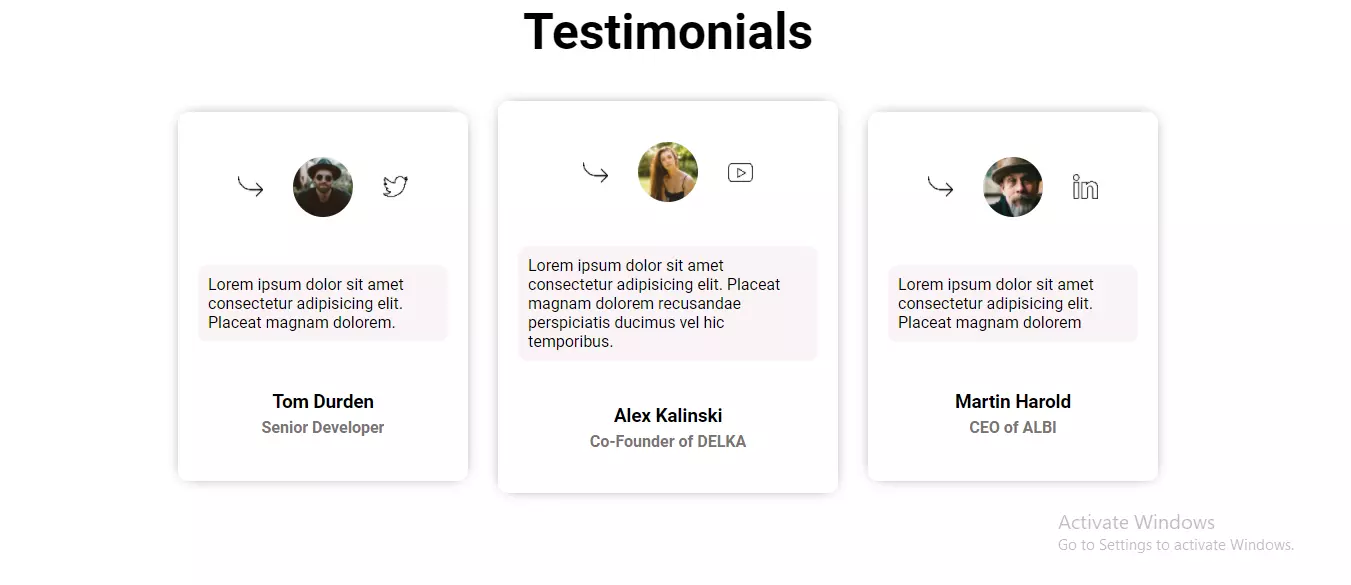 Testimonials
Lorem ipsum dolor sit amet
consectetur adipisicing elit.
Placeat magnam dolorem.
Tom Durden
Senior Developer
Lorem ipsum dolor sit amet
consectetur adipisicing elit. Placeat
magnam dolorem recusandae
perspiciatis ducimus vel hic
temporibus.
Alex Kalinski
Co-Founder of DELKA
in
Lorem ipsum dolor sit amet
consectetur adipisicing elit.
Placeat magnam dolorem
Martin Harold
CEO of ALBI
Activate Windows
Go to Settings to activate Windows.